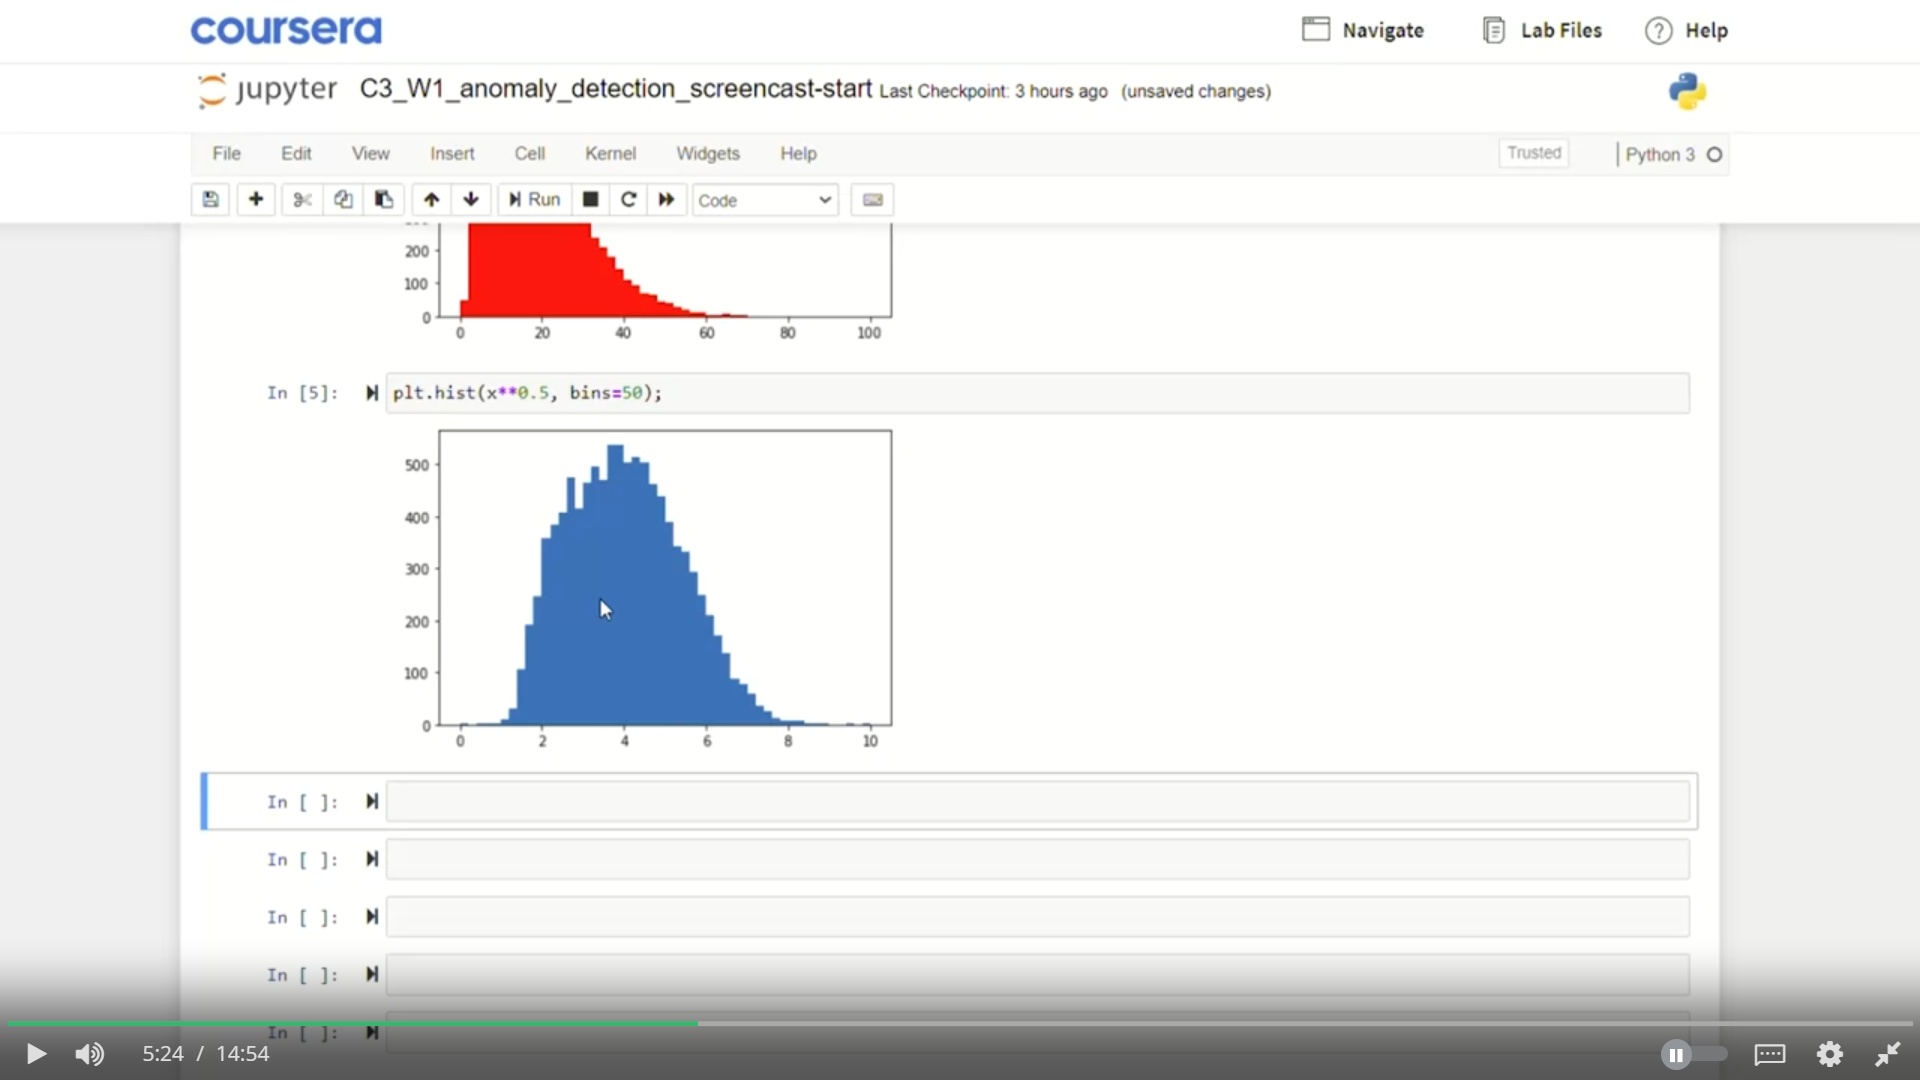 coursera
Navigate
Lab Files
Help
jupyter C3_W1_anomaly_detection_screencast-start Last Checkpoint: 3 hours ago (unsaved changes)
File Edit View Insert Cell Kernel Widgets Help
Trusted
Python 3
Run
Code
200
100
0
0 20 40 60 80 100
In [5]: plt.hist(x**0.5, bins=50);
500
400
300
200
100
0
0 2 4 6 8 10
In [ ]:
In [ ]:
In [ ]:
In [ ]:
In [ ]:
5:24 / 14:54